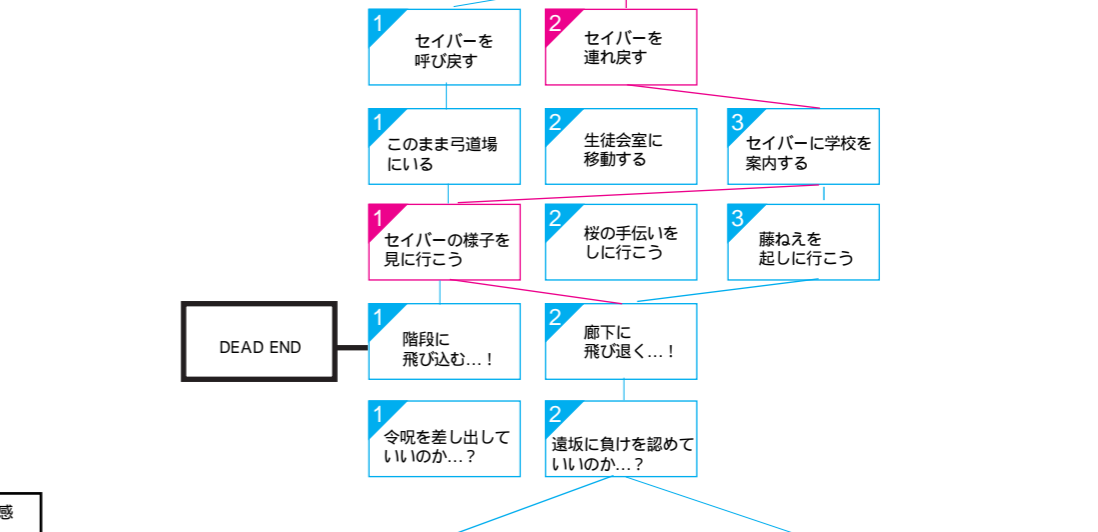 1
セイバーを
呼び戻す
2
セイバーを
連れ戻す
1
このまま弓道場
にいる
2
生徒会室に
移動する
3
セイバーに学校を
案内する
1
セイバーの様子を
見に行こう
2
桜の手伝いを
しに行こう
3
藤ねえを
起しに行こう
DEAD END
1
階段に
飛び込む…！
2
廊下に
飛び退く…！
1
令呪を差し出して
いいのか…？
2
遠坂に負けを認めて
いいのか…？
感